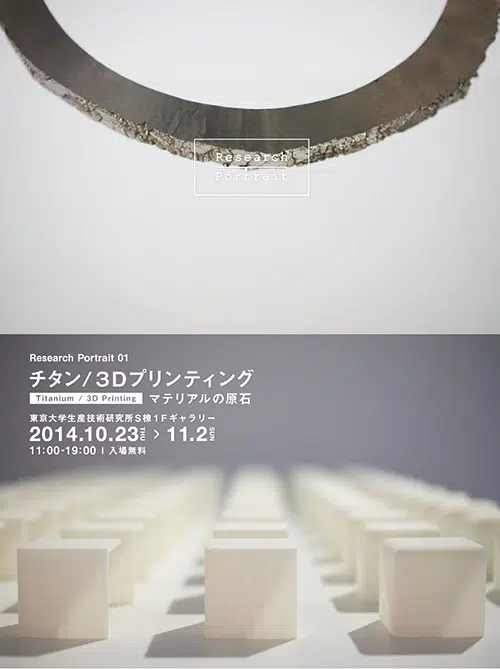 Research
Portrait
Research Portrait 01
チタン/3Dプリンティング
Titanium / 3D Printing マテリアルの原石
東京大学生産技術研究所S棟1Fギャラリー
2014.10.23 THU > 11.2 SUN
11:00-19:00 | 入場無料